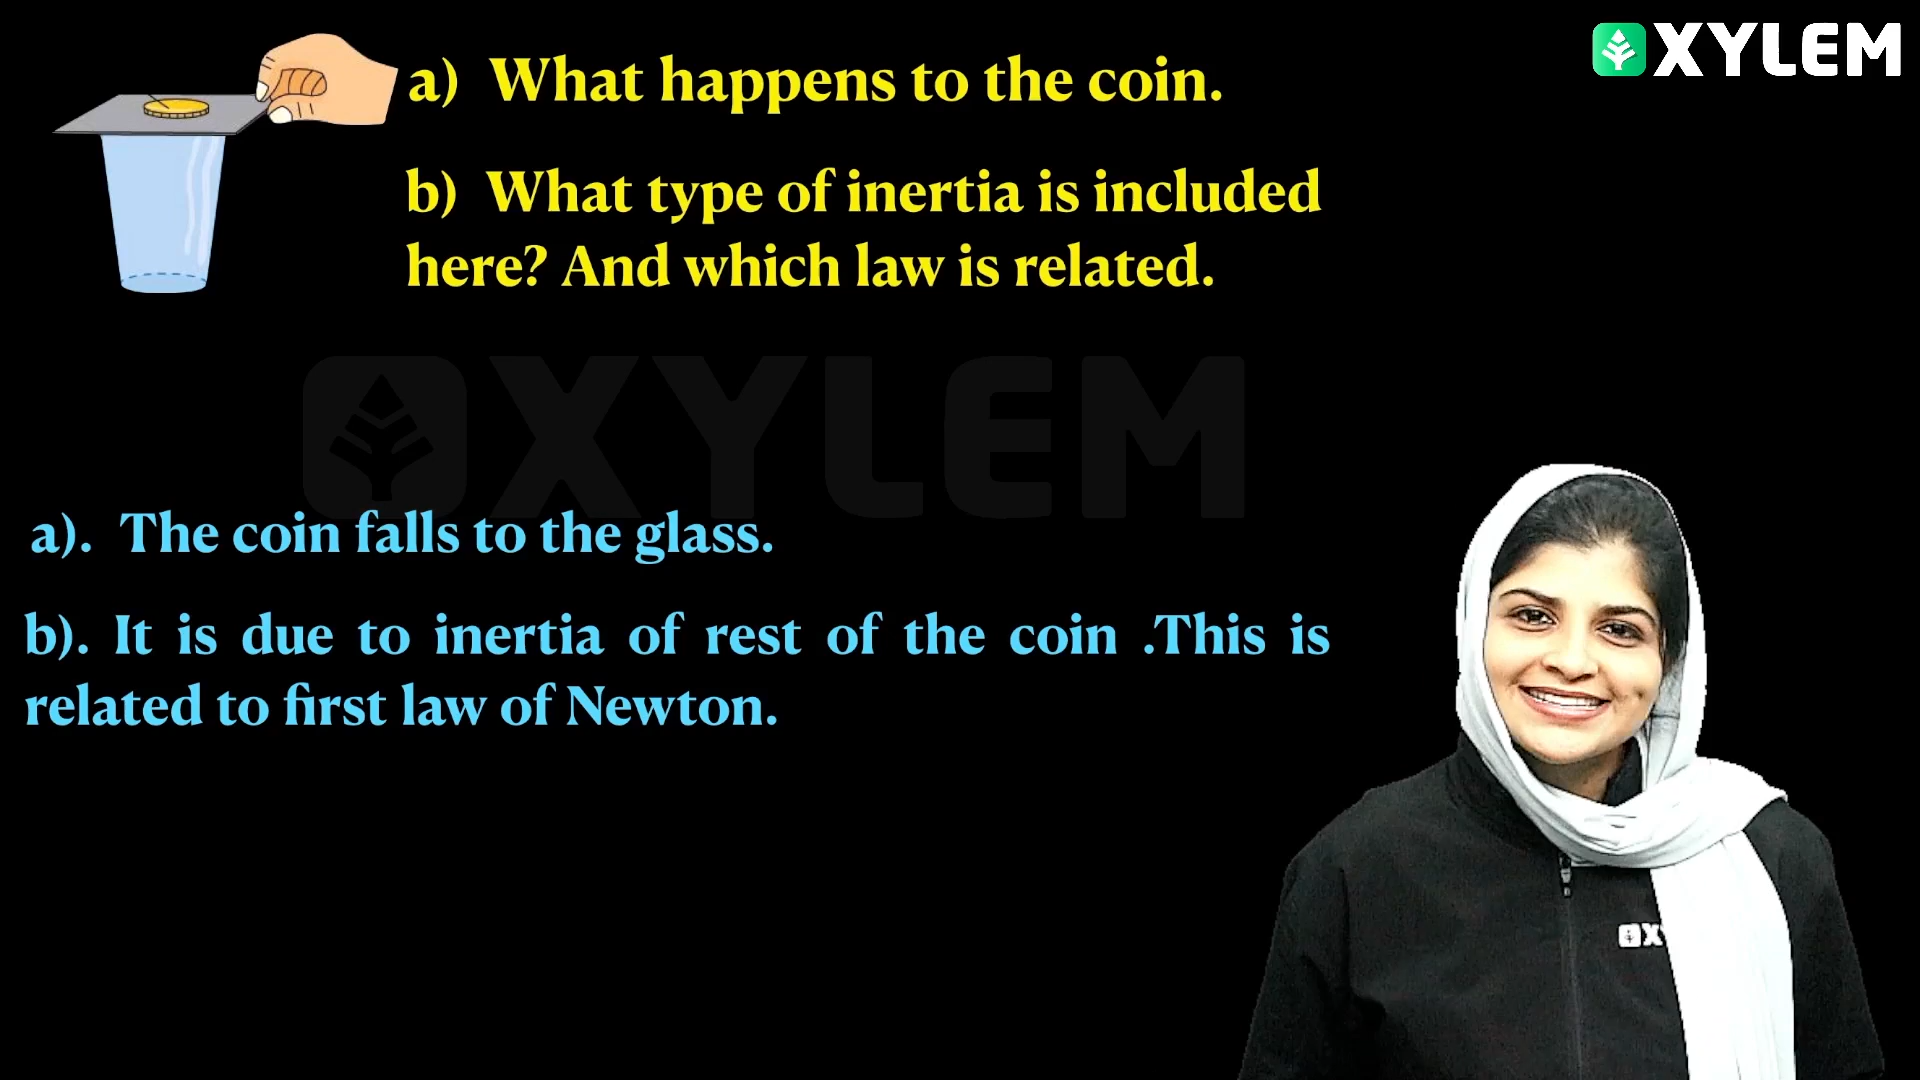 XYLEM
a) What happens to the coin.
b) What type of inertia is included
here? And which law is related.
XYLEM
a). The coin falls to the glass.
b). It is due to inertia of rest of the coin .This is
related to first law of Newton.
X